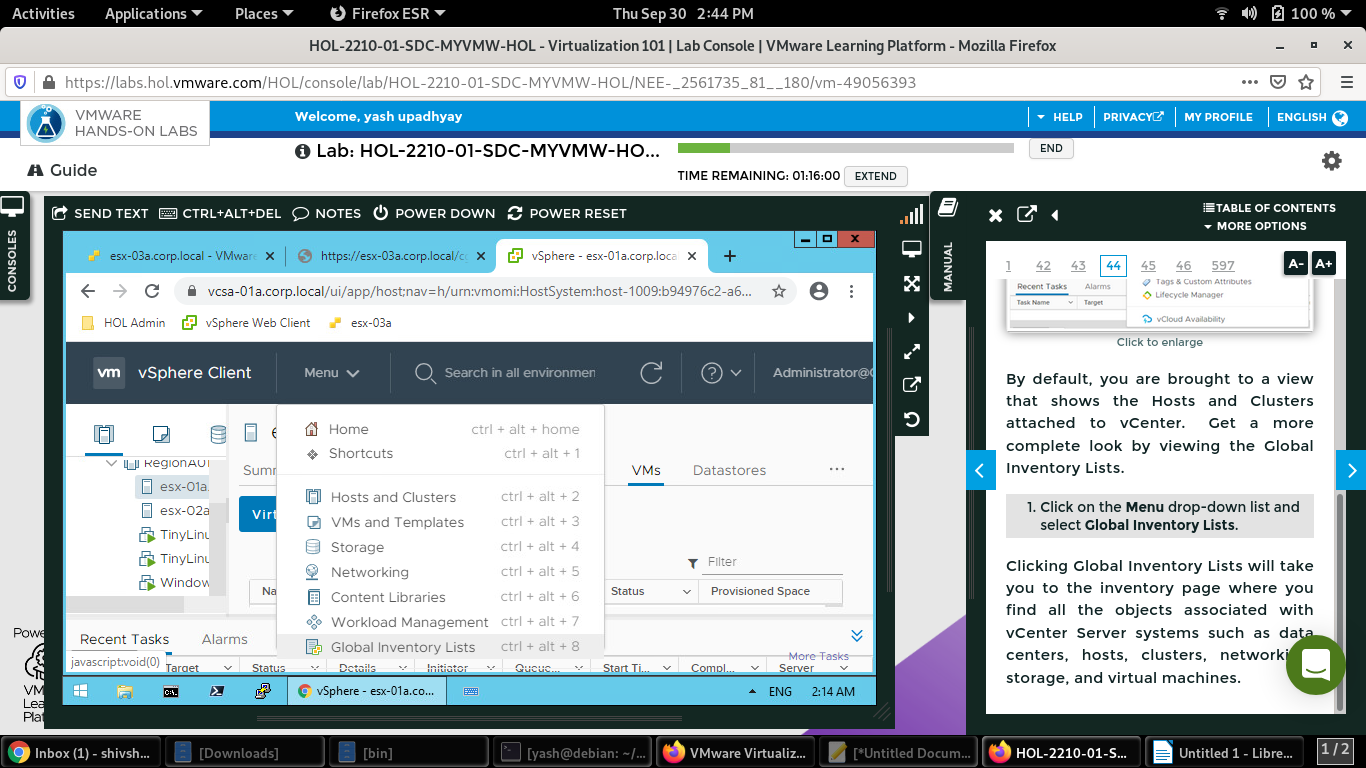 Activities Applications Places Firefox ESR Thu Sep 30 2:44 PM 100 %
HOL-2210-01-SDC-MYVMW-HOL - Virtualization 101 | Lab Console | VMware Learning Platform - Mozilla Firefox
https://labs.hol.vmware.com/HOL/console/lab/HOL-2210-01-SDC-MYVMW-HOL/NEE-_2561735_81__180/vm-49056393
VMWARE
HANDS-ON LABS
Welcome, yash upadhyay
HELP PRIVACY MY PROFILE ENGLISH
Guide
Lab: HOL-2210-01-SDC-MYVMW-HO...
END
TIME REMAINING: 01:16:00 EXTEND
CONSOLES
SEND TEXT CTRL+ALT+DEL NOTES POWER DOWN POWER RESET
esx-03a.corp.local - VMware
https://esx-03a.corp.local/
vSphere - esx-01a.corp.loca
vcsa-01a.corp.local/ui/app/host;nav=h/urn:vmomi:HostSystem:host-1009:b94976c2-a6...
HOL Admin vSphere Web Client esx-03a
vm vSphere Client Menu Search in all environmen Administrator@
Home ctrl + alt + home
Shortcuts ctrl + alt + 1
Hosts and Clusters ctrl + alt + 2
VMs and Templates ctrl + alt + 3
Storage ctrl + alt + 4
Networking ctrl + alt + 5
Content Libraries ctrl + alt + 6
Workload Management ctrl + alt + 7
Global Inventory Lists ctrl + alt + 8
RegionA01
esx-01a.
esx-02a
TinyLinu
TinyLinu
Window
Summ
VMs Datastores ...
Virt
Filter
Na
Status Provisioned Space
Recent Tasks Alarms
More Tasks
javascript:void(0)
Target Status Details Initiator Queue... Start Ti... Compl... Server
vSphere - esx-01a.co... ENG 2:14 AM
Powe
VM
Lea
Plat
MANUAL
TABLE OF CONTENTS
MORE OPTIONS
1 42 43 44 45 46 597 A- A+
Recent Tasks Alarms
Task Name Target
Tags & Custom Attributes
Lifecycle Manager
vCloud Availability
Click to enlarge
By default, you are brought to a view
that shows the Hosts and Clusters
attached to vCenter. Get a more
complete look by viewing the Global
Inventory Lists.
1. Click on the Menu drop-down list and
select Global Inventory Lists.
Clicking Global Inventory Lists will take
you to the inventory page where you
find all the objects associated with
vCenter Server systems such as data
centers, hosts, clusters, networki
storage, and virtual machines.
Inbox (1) - shivsh... [Downloads] [bin] [yash@debian: ~/... VMware Virtualiz... [*Untitled Docum... HOL-2210-01-S... Untitled 1 - Libre... 1 / 2